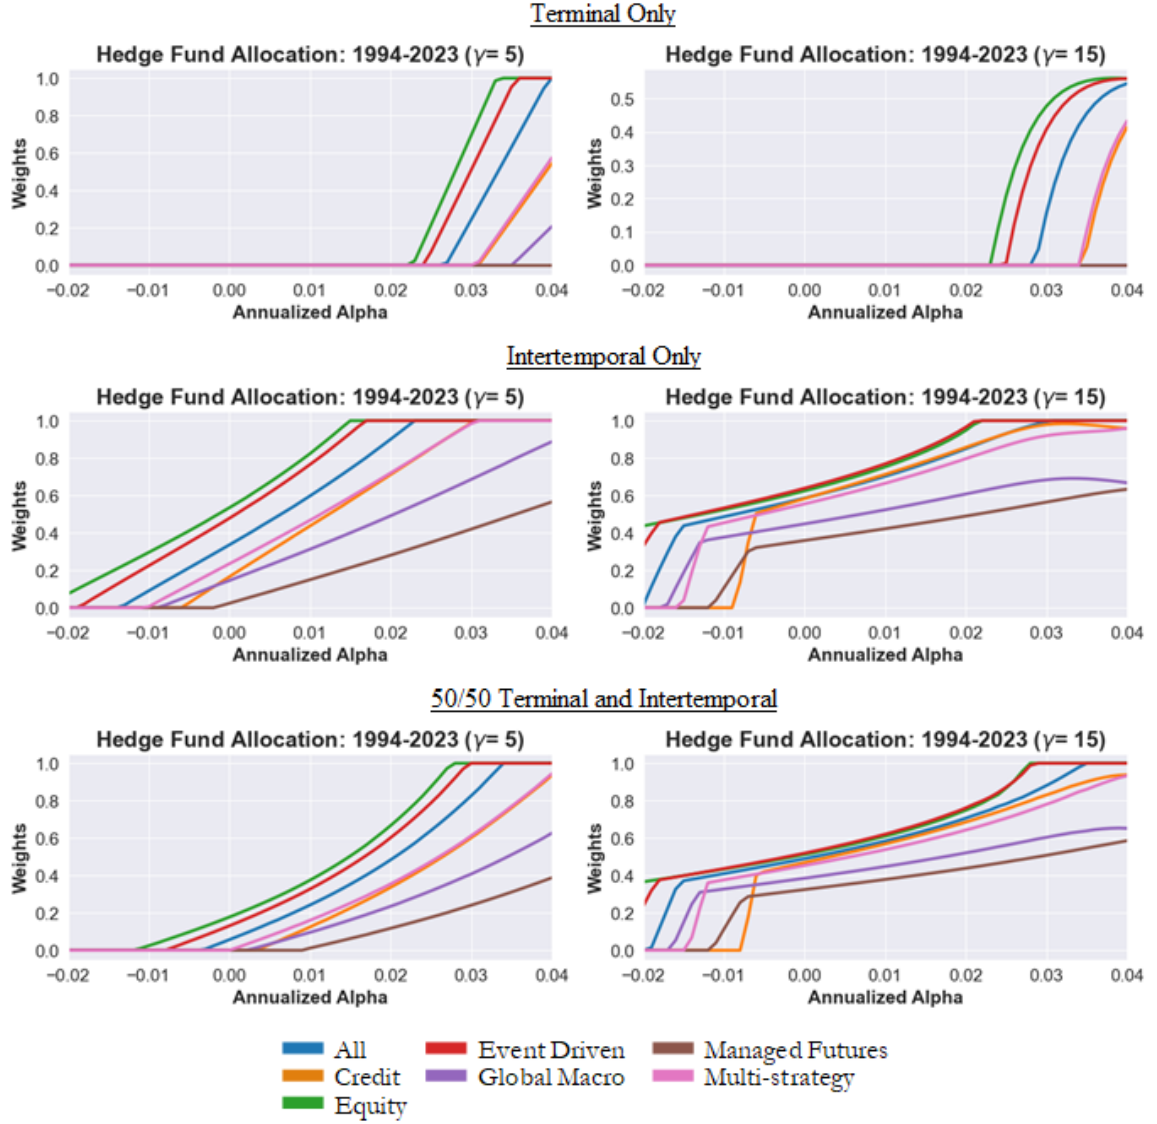 Terminal Only
Hedge Fund Allocation: 1994-2023 (γ= 5)
Weights
1.0
0.8
0.6
0.4
0.2
0.0
−0.02 −0.01 0.00 0.01 0.02 0.03 0.04
Annualized Alpha
Hedge Fund Allocation: 1994-2023 (γ= 15)
Weights
0.5
0.4
0.3
0.2
0.1
0.0
−0.02 −0.01 0.00 0.01 0.02 0.03 0.04
Annualized Alpha
Intertemporal Only
Hedge Fund Allocation: 1994-2023 (γ= 5)
Weights
1.0
0.8
0.6
0.4
0.2
0.0
−0.02 −0.01 0.00 0.01 0.02 0.03 0.04
Annualized Alpha
Hedge Fund Allocation: 1994-2023 (γ= 15)
Weights
1.0
0.8
0.6
0.4
0.2
0.0
−0.02 −0.01 0.00 0.01 0.02 0.03 0.04
Annualized Alpha
50/50 Terminal and Intertemporal
Hedge Fund Allocation: 1994-2023 (γ= 5)
Weights
1.0
0.8
0.6
0.4
0.2
0.0
−0.02 −0.01 0.00 0.01 0.02 0.03 0.04
Annualized Alpha
Hedge Fund Allocation: 1994-2023 (γ= 15)
Weights
1.0
0.8
0.6
0.4
0.2
0.0
−0.02 −0.01 0.00 0.01 0.02 0.03 0.04
Annualized Alpha
All
Credit
Equity
Event Driven
Global Macro
Managed Futures
Multi-strategy